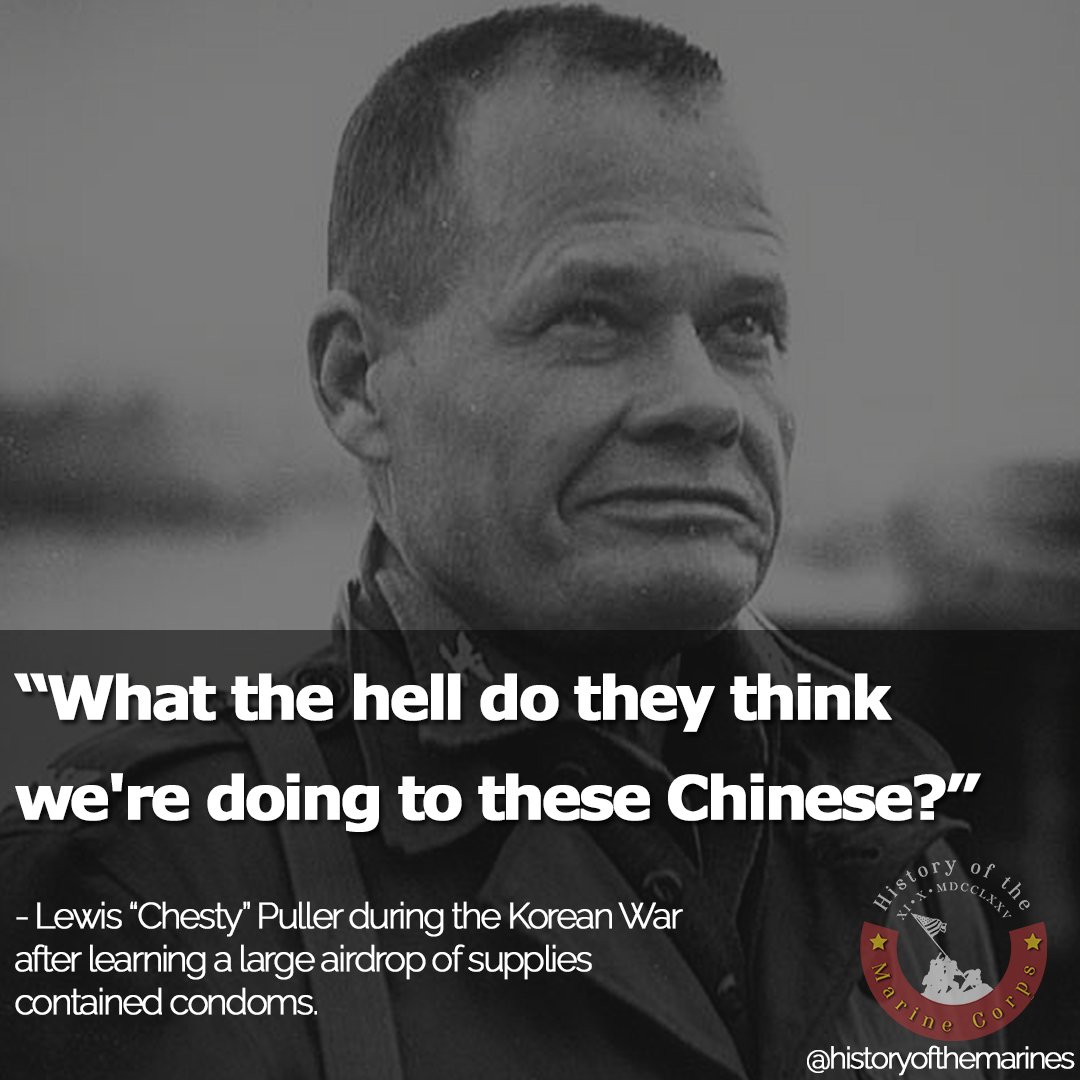 “What the hell do they think
we're doing to these Chinese?”
- Lewis “Chesty” Puller during the Korean War
after learning a large airdrop of supplies
contained condoms.
History of the
XI•X•MDCCLXXV
Marine Corps
@historyofthemarines